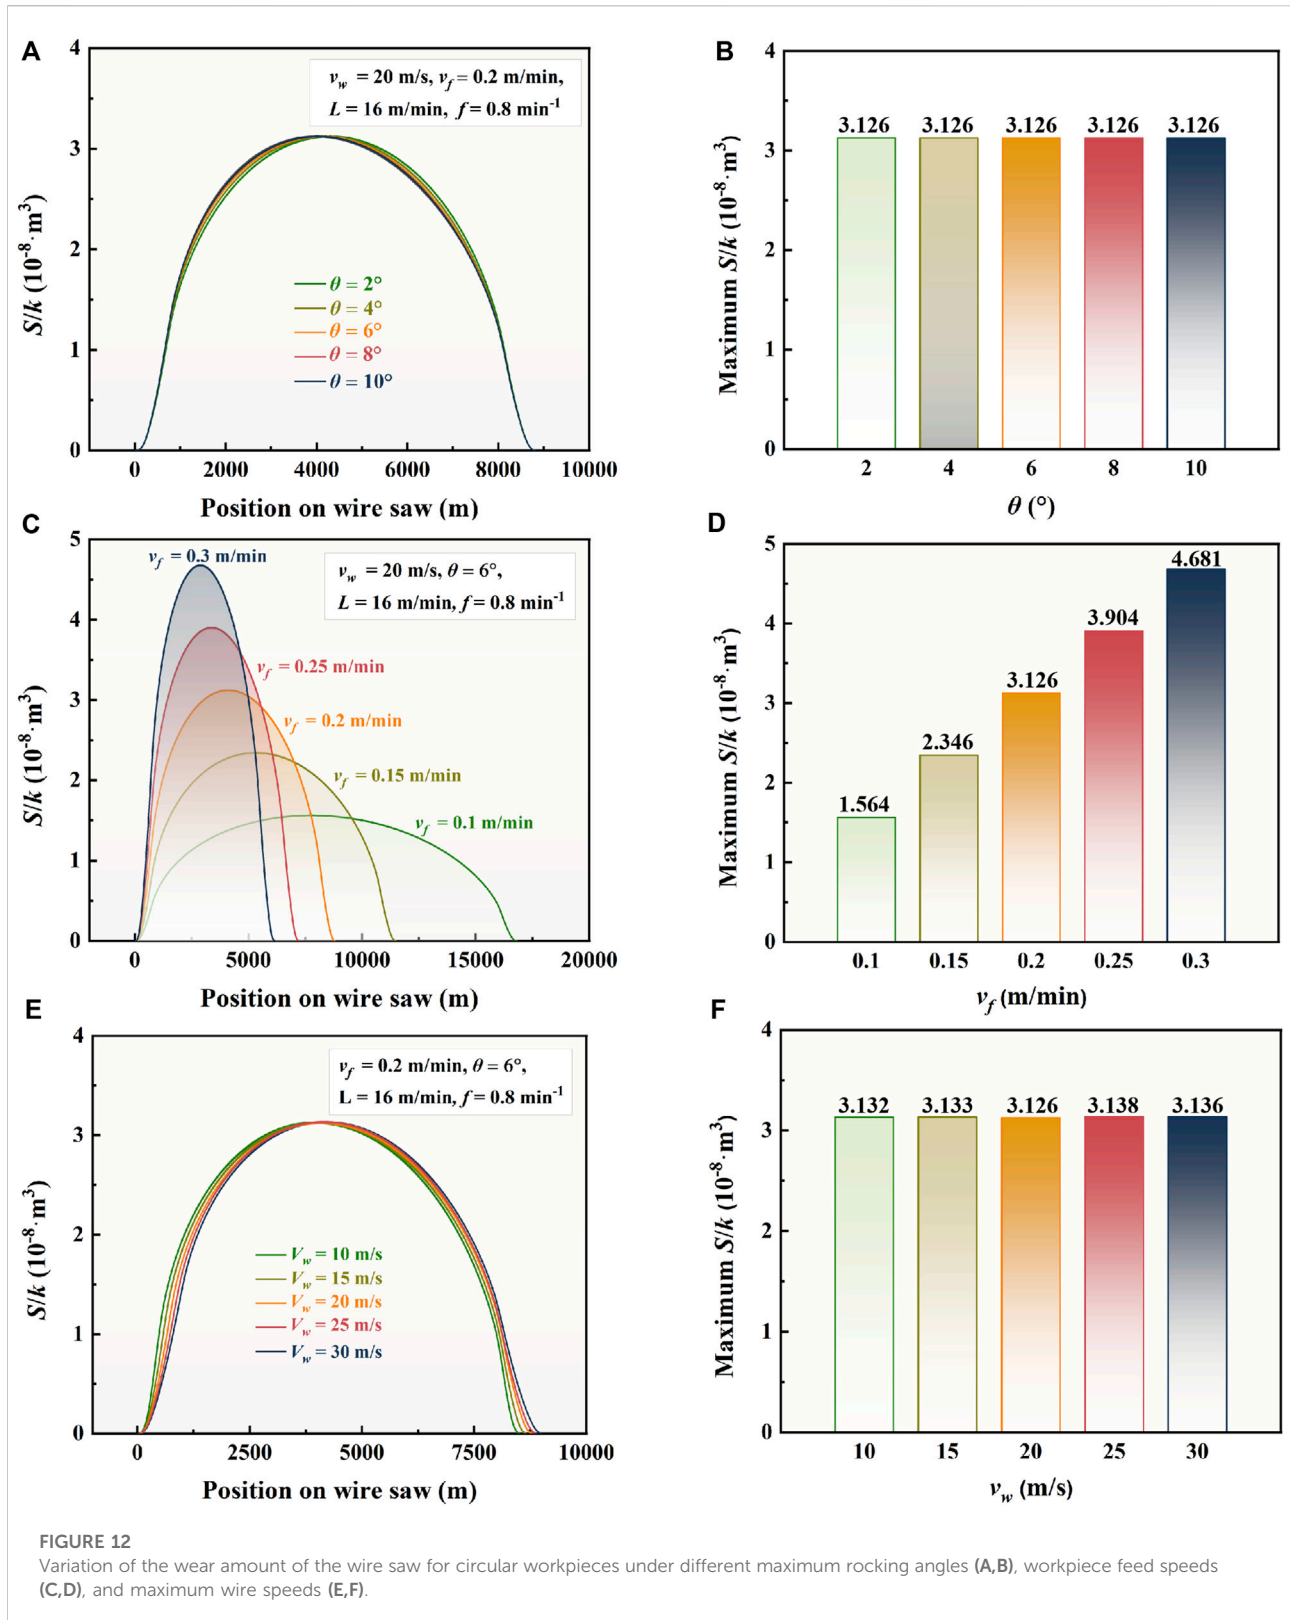 A
v_w = 20 m/s, v_f = 0.2 m/min,
L = 16 m/min, f = 0.8 min⁻¹
S/k (10⁻⁸·m³)
4
3
2
1
0
θ = 2°
θ = 4°
θ = 6°
θ = 8°
θ = 10°
0 2000 4000 6000 8000 10000
Position on wire saw (m)
B
Maximum S/k (10⁻⁸·m³)
4
3
2
1
0
3.126 3.126 3.126 3.126 3.126
2 4 6 8 10
θ (°)
C
v_w = 20 m/s, θ = 6°,
L = 16 m/min, f = 0.8 min⁻¹
S/k (10⁻⁸·m³)
5
4
3
2
1
0
v_f = 0.3 m/min
v_f = 0.25 m/min
v_f = 0.2 m/min
v_f = 0.15 m/min
v_f = 0.1 m/min
0 5000 10000 15000 20000
Position on wire saw (m)
D
Maximum S/k (10⁻⁸·m³)
5
4
3
2
1
0
1.564 2.346 3.126 3.904 4.681
0.1 0.15 0.2 0.25 0.3
v_f (m/min)
E
v_f = 0.2 m/min, θ = 6°,
L = 16 m/min, f = 0.8 min⁻¹
S/k (10⁻⁸·m³)
4
3
2
1
0
V_w = 10 m/s
V_w = 15 m/s
V_w = 20 m/s
V_w = 25 m/s
V_w = 30 m/s
0 2500 5000 7500 10000
Position on wire saw (m)
F
Maximum S/k (10⁻⁸·m³)
4
3
2
1
0
3.132 3.133 3.126 3.138 3.136
10 15 20 25 30
v_w (m/s)
FIGURE 12
Variation of the wear amount of the wire saw for circular workpieces under different maximum rocking angles (A,B), workpiece feed speeds
(C,D), and maximum wire speeds (E,F).